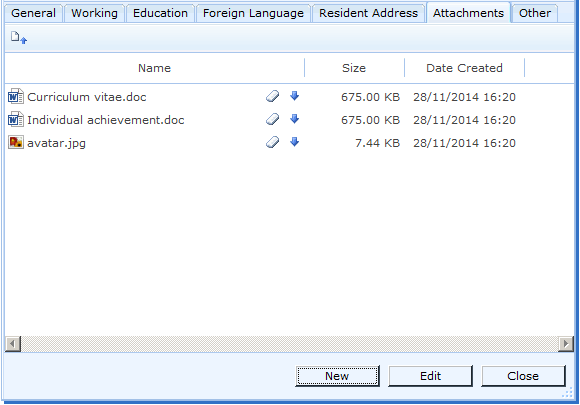 General Working Education Foreign Language Resident Address Attachments Other
Name Size Date Created
Curriculum vitae.doc 675.00 KB 28/11/2014 16:20
Individual achievement.doc 675.00 KB 28/11/2014 16:20
avatar.jpg 7.44 KB 28/11/2014 16:20
New Edit Close